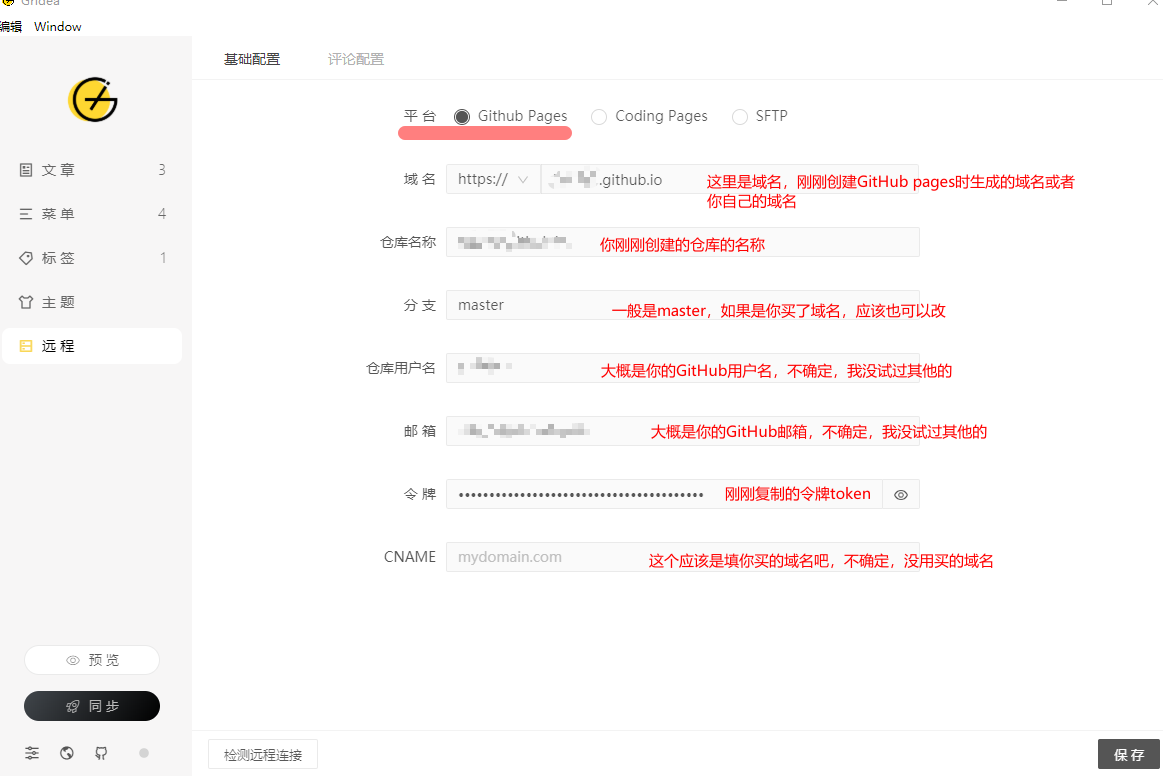 Gridea
编辑 Window
基础配置 评论配置
平台 Github Pages Coding Pages SFTP
文章 3
域名 https:// .github.io 这里是域名，刚刚创建GitHub pages时生成的域名或者
你自己的域名
菜单 4
仓库名称 你刚刚创建的仓库的名称
标签 1
主题
分支 master 一般是master，如果是你买了域名，应该也可以改
远程
仓库用户名 大概是你的GitHub用户名，不确定，我没试过其他的
邮箱 大概是你的GitHub邮箱，不确定，我没试过其他的
令牌 •••••••••••••••••••••••••••••••••••••••• 刚刚复制的令牌token
CNAME mydomain.com 这个应该是填你买的域名吧，不确定，没用买的域名
预览
同步
检测远程连接 保存